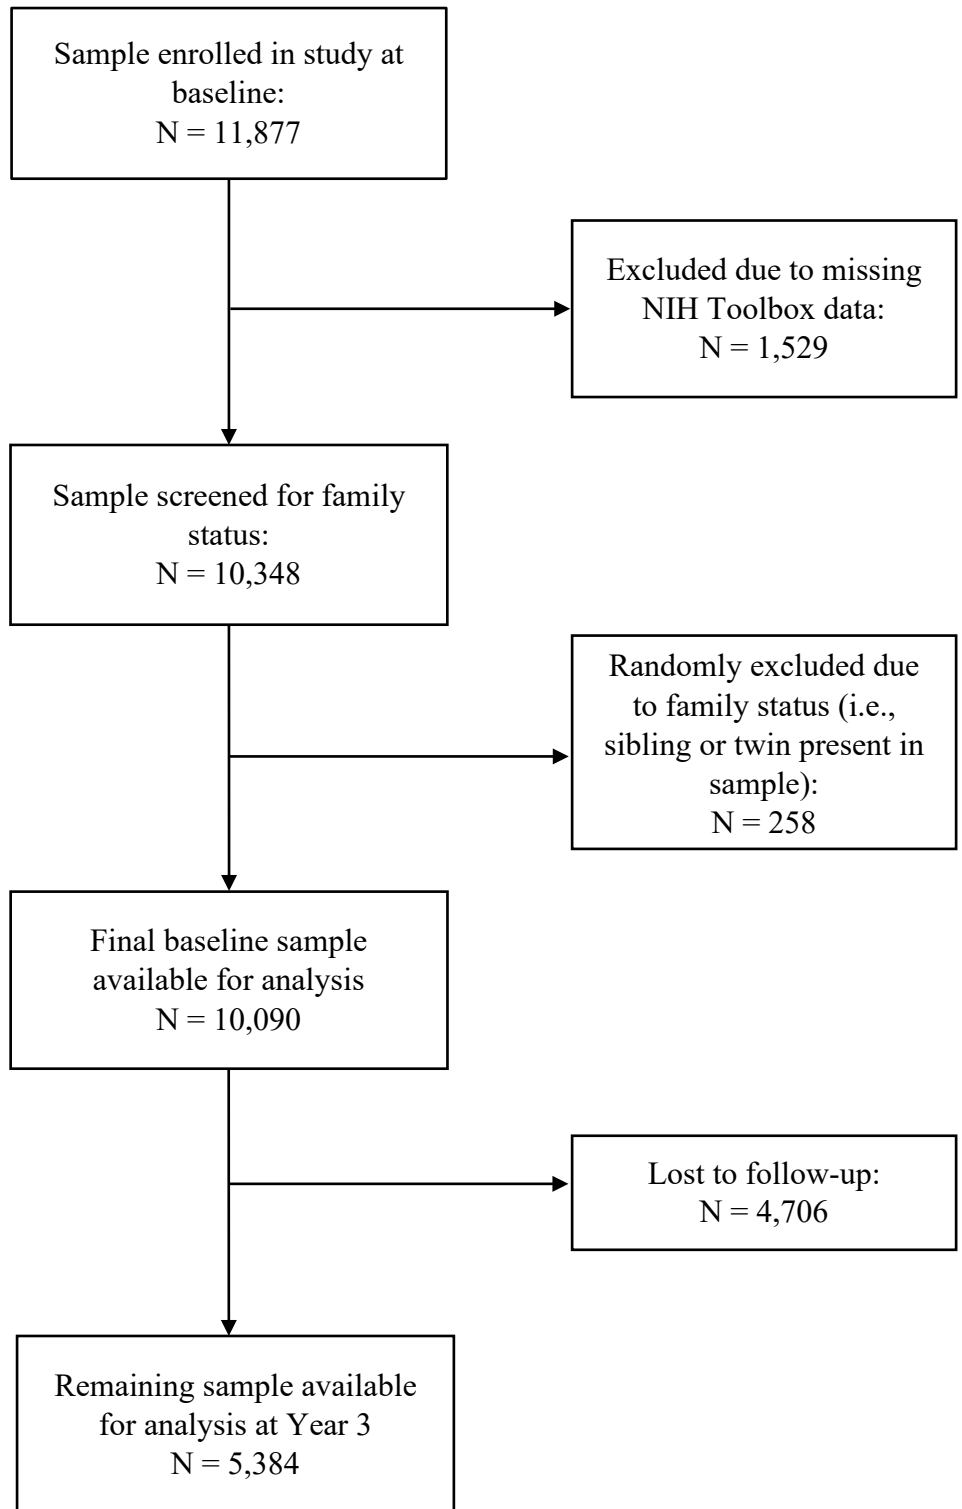 Sample enrolled in study at
baseline:
N = 11,877
Excluded due to missing
NIH Toolbox data:
N = 1,529
Sample screened for family
status:
N = 10,348
Randomly excluded due
to family status (i.e.,
sibling or twin present in
sample):
N = 258
Final baseline sample
available for analysis
N = 10,090
Lost to follow-up:
N = 4,706
Remaining sample available
for analysis at Year 3
N = 5,384